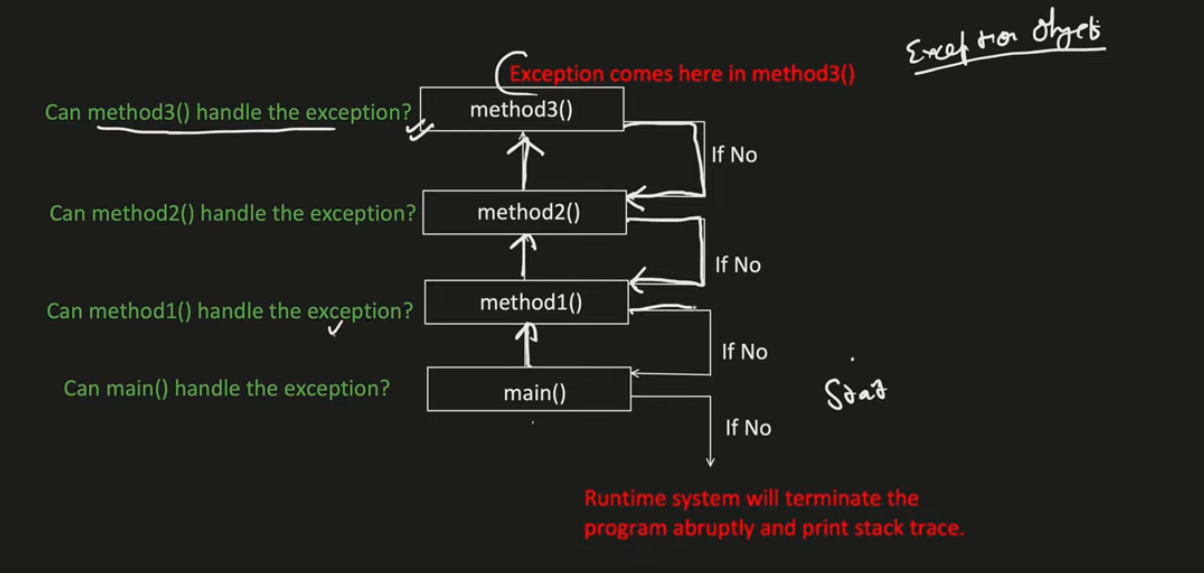 Exception Objects
Exception comes here in method3()
Can method3() handle the exception?
method3()
If No
Can method2() handle the exception?
method2()
If No
Can method1() handle the exception?
method1()
If No
Can main() handle the exception?
main()
If No
Runtime system will terminate the
program abruptly and print stack trace.